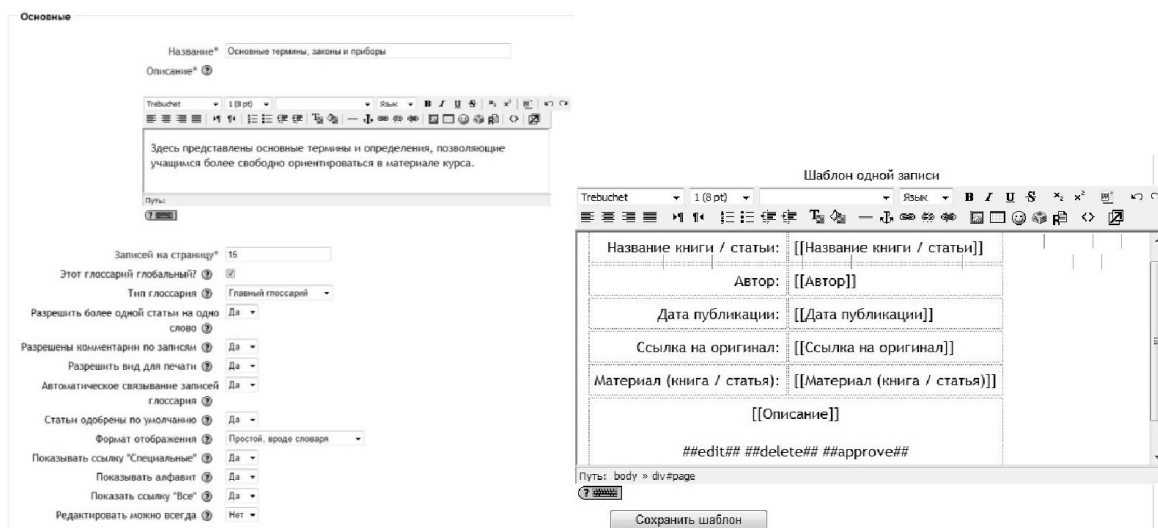 Основные
Название* Основные термины, законы и приборы
Описание*
Trebuchet 1 (8 pt) Язык B I U S
Здесь представлены основные термины и определения, позволяющие
учащимся более свободно ориентироваться в материале курса.
Путь:
Записей на страницу* 15
Этот глоссарий глобальный?
Тип глоссария Главный глоссарий
Разрешить более одной статьи на одно Да
слово
Разрешены комментарии по записям Да
Разрешить вид для печати Да
Автоматическое связывание записей Да
глоссария
Статьи одобрены по умолчанию Да
Формат отображения Простой, вроде словаря
Показывать ссылку "Специальные" Да
Показывать алфавит Да
Показать ссылку "Все" Да
Редактировать можно всегда Нет
Шаблон одной записи
Trebuchet 1 (8 pt) Язык B I U S
Название книги / статьи: [[Название книги / статьи]]
Автор: [[Автор]]
Дата публикации: [[Дата публикации]]
Ссылка на оригинал: [[Ссылка на оригинал]]
Материал (книга / статья): [[Материал (книга / статья)]]
[[Описание]]
##edit## ##delete## ##approve##
Путь: body » div#page
Сохранить шаблон